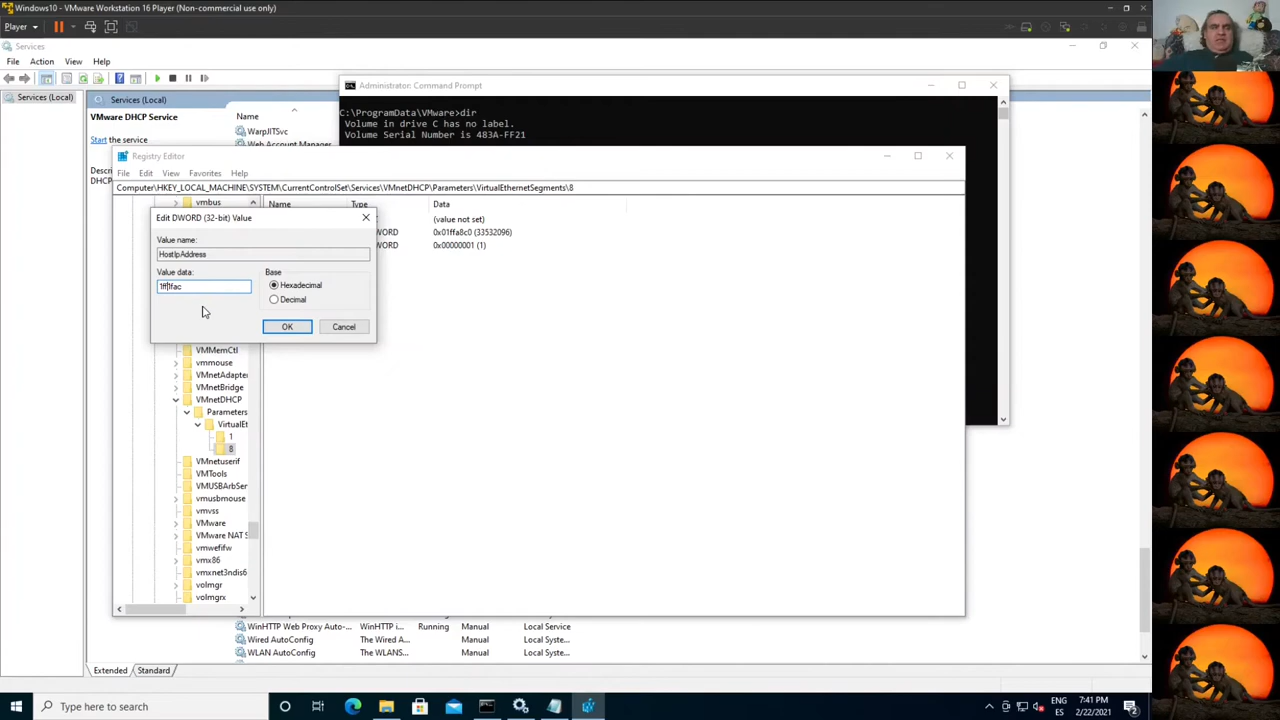 Windows10 - VMware Workstation 16 Player (Non-commercial use only)
Player
Services
File Action View Help
Services (Local)
Services (Local)
VMware DHCP Service
Start the service
Descri
DHCP
Name
WarpJITSvc
Web Account Manager
Administrator: Command Prompt
C:\ProgramData\VMware>dir
Volume in drive C has no label.
Volume Serial Number is 483A-FF21
Registry Editor
File Edit View Favorites Help
Computer\HKEY_LOCAL_MACHINE\SYSTEM\CurrentControlSet\Services\VMnetDHCP\Parameters\VirtualEthernetSegments\8
vmbus
Name Type Data
(value not set)
WORD 0x01ffa8c0 (33532096)
WORD 0x00000001 (1)
Edit DWORD (32-bit) Value
Value name:
HostIpAddress
Value data:
1ff1fac
Base
Hexadecimal
Decimal
OK Cancel
VMMemCtl
vmmouse
VMnetAdapter
VMnetBridge
VMnetDHCP
Parameters
VirtualEt
1
8
VMnetuserif
VMTools
VMUSBArbSer
vmusbmouse
vmvss
VMware
VMware NAT S
vmwefifw
vmx86
vmxnet3ndis6
volmgr
volmgrx
WinHTTP Web Proxy Auto-... WinHTTP i... Running Manual Local Service
Wired AutoConfig The Wired A... Manual Local Syste...
WLAN AutoConfig The WLANS... Manual Local Syste...
Extended Standard
Type here to search
ENG 7:41 PM
ES 2/22/2021
2